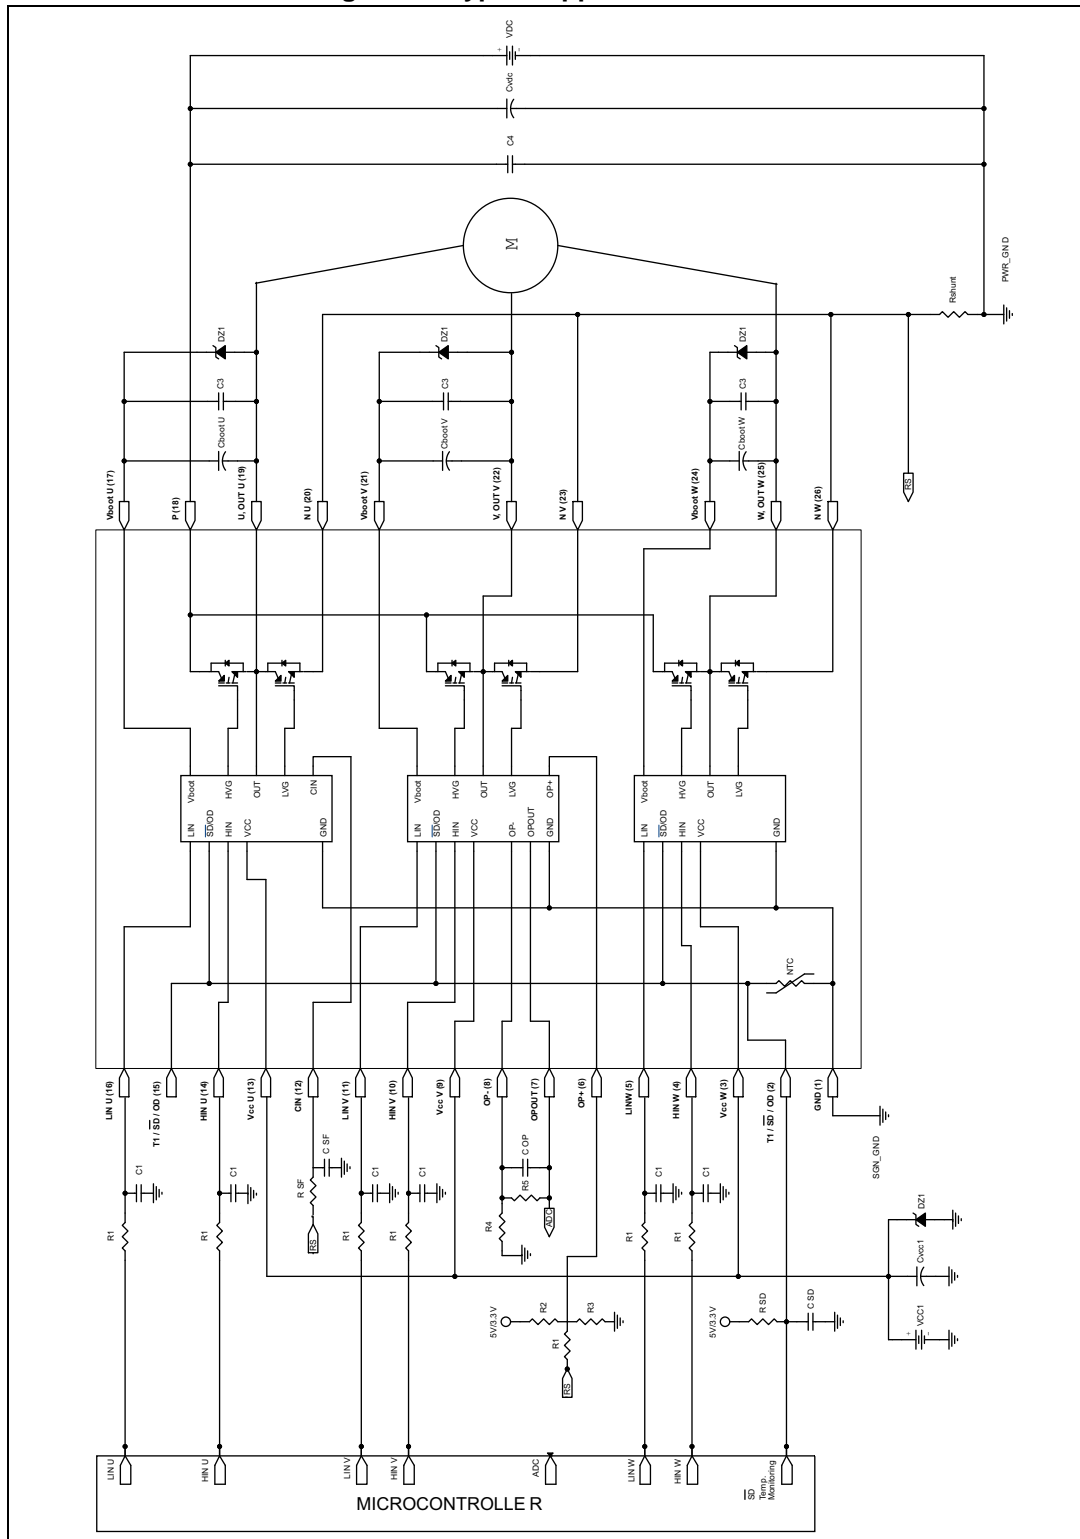 VDC
+ -
Cvdc
C4
M
PWR_GN D
Rshunt
DZ1
DZ1
DZ1
C3
C3
C3
Cboot U
Cboot V
Cboot W
RS
Vboot U (17)
P (18)
U, OUT U (19)
N U (20)
Vboot V (21)
V, OUT V (22)
N V (23)
Vboot W (24)
W, OUT W (25)
N W (26)
Vboot
HVG
OUT
LVG
CIN
LIN
SD/OD
HIN
VCC
GND
Vboot
HVG
OUT
LVG
OP+
LIN
SD/OD
HIN
VCC
OP-
OPOUT
GND
Vboot
HVG
OUT
LVG
LIN
SD/OD
HIN
VCC
GND
NTC
LIN U (16)
T1 / SD / OD (15)
HIN U (14)
Vcc U (13)
CIN (12)
LIN V (11)
HIN V (10)
Vcc V (9)
OP- (8)
OPOUT (7)
OP+ (6)
LINW (5)
HIN W (4)
Vcc W (3)
T1 / SD / OD (2)
GND (1)
SGN_GND
C1
C1
C SF
C1
C1
C OP
C1
C1
R SF
R5
R1
R1
RS
R1
R1
R4
ADC
R1
R1
DZ1
Cvcc1
VCC1
+ -
5V/3.3 V
R2
R3
R1
RS
5V/3.3 V
R SD
C SD
LIN U
HIN U
LIN V
HIN V
ADC
LIN W
HIN W
SD
Temp.
Monitoring
MICROCONTROLLE R